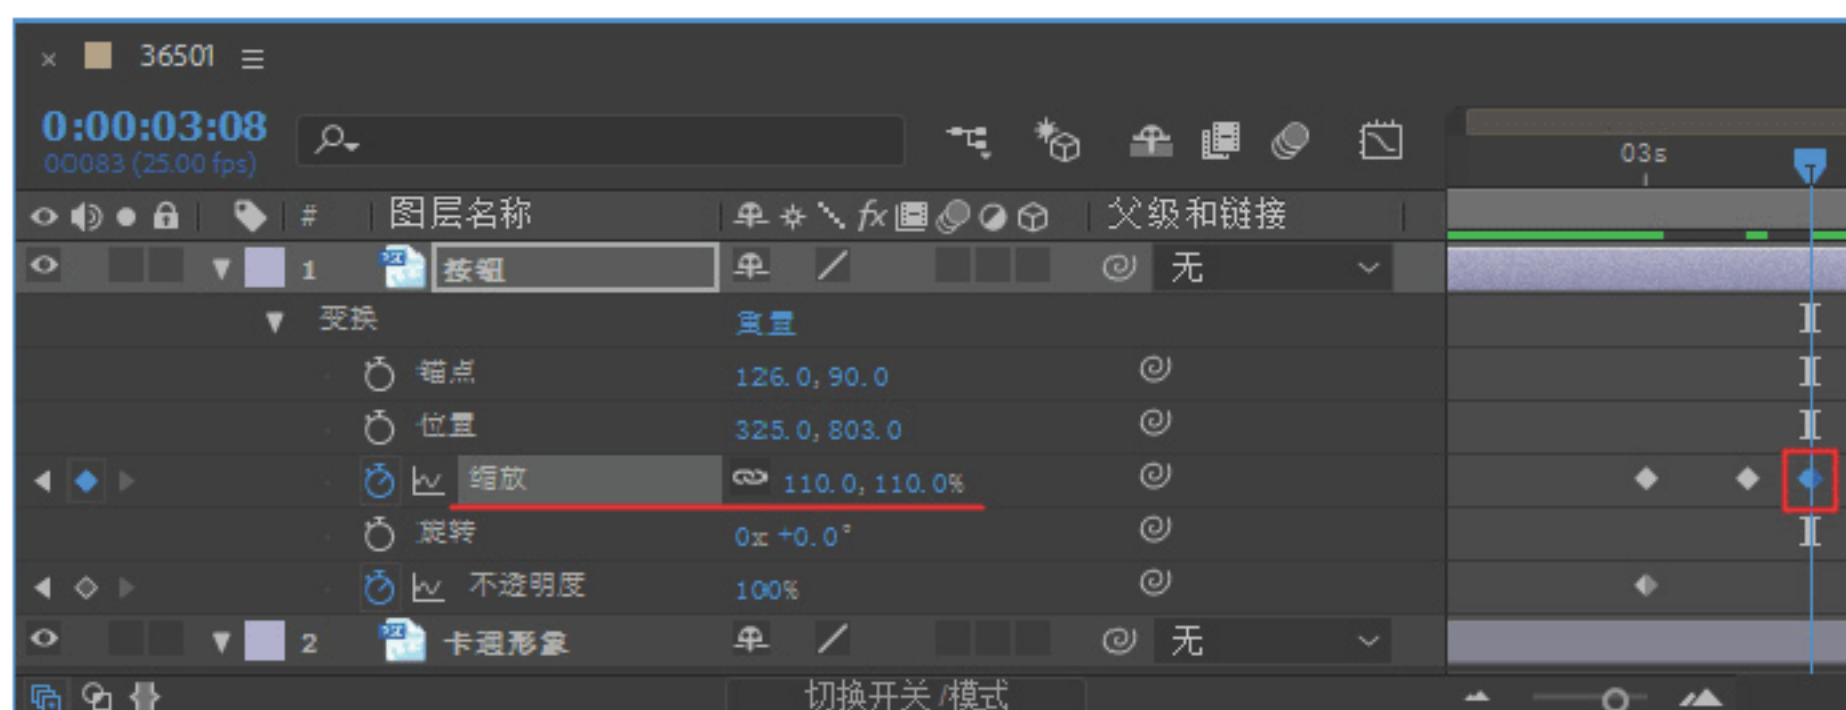 36501
0:00:03:08
00083 (25.00 fps)
03s
# 图层名称 fx 父级和链接
1 按钮 无
变换 重置
锚点 126.0,90.0
位置 325.0,803.0
缩放 110.0,110.0%
旋转 0x+0.0°
不透明度 100%
2 卡通形象 无
切换开关/模式